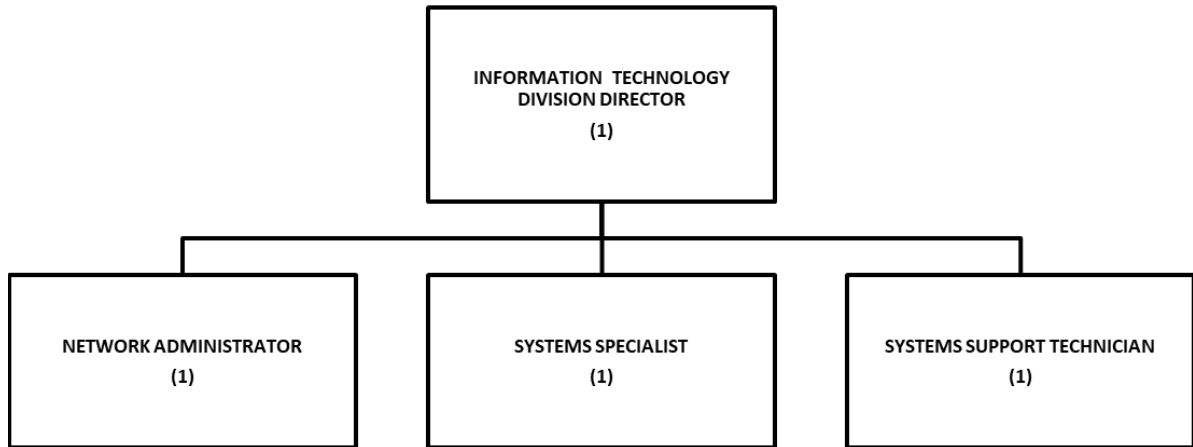 INFORMATION TECHNOLOGY
DIVISION DIRECTOR
(1)
NETWORK ADMINISTRATOR
(1)
SYSTEMS SPECIALIST
(1)
SYSTEMS SUPPORT TECHNICIAN
(1)